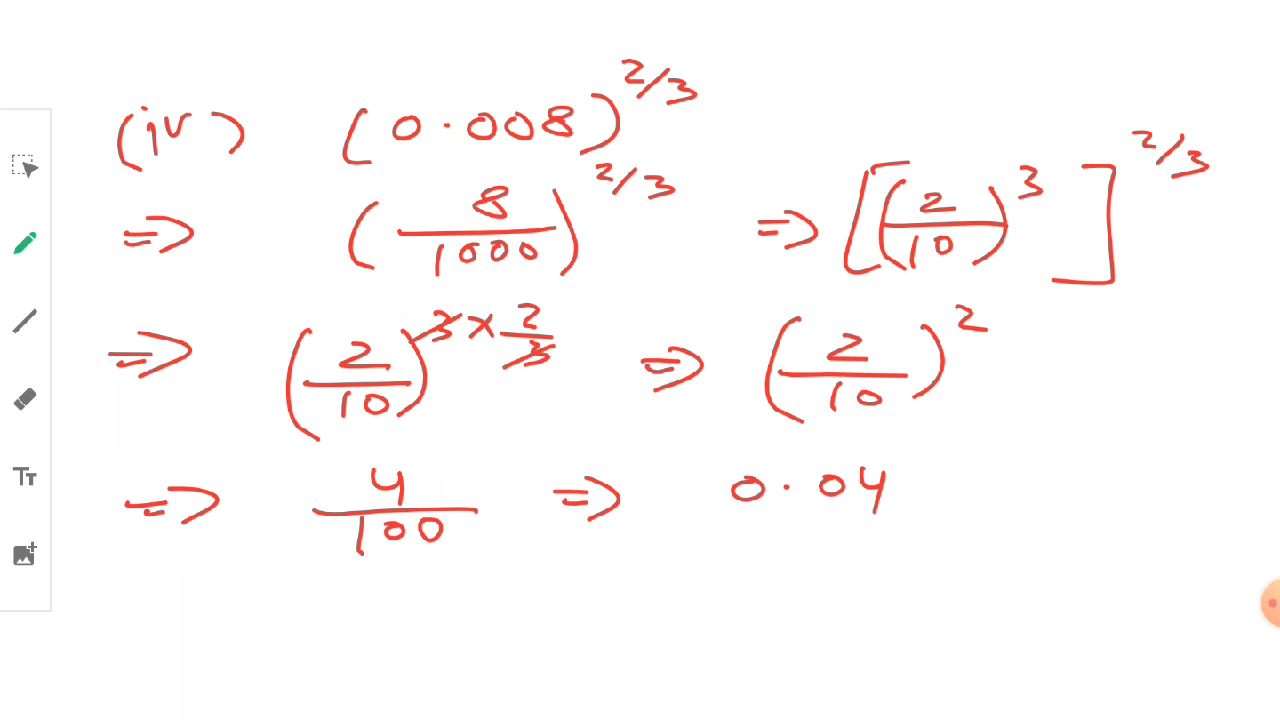 (iv) (0.008)^2/3
=> (8/1000)^2/3 => [(2/10)^3]^2/3
=> (2/10)^3×2/3 => (2/10)^2
=> 4/100 => 0.04
Tт